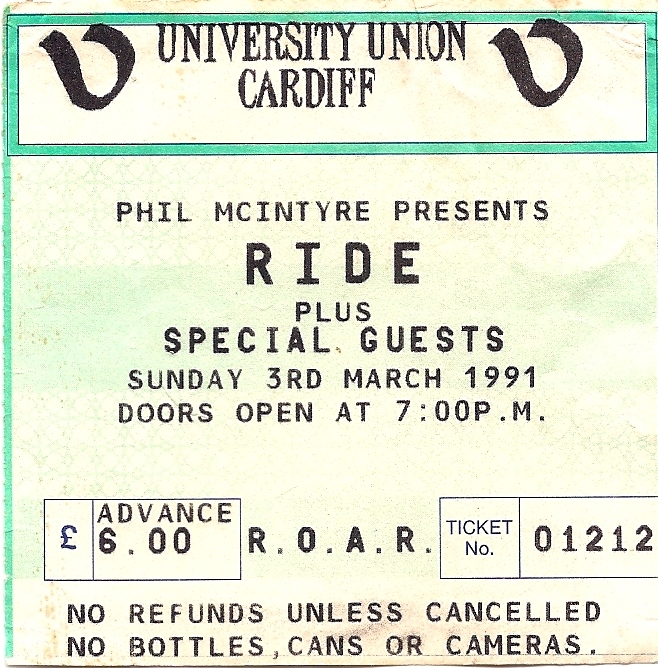 UNIVERSITY UNION
CARDIFF
PHIL MCINTYRE PRESENTS
RIDE
PLUS
SPECIAL GUESTS
SUNDAY 3RD MARCH 1991
DOORS OPEN AT 7:00P.M.
£ ADVANCE
6.00 R.O.A.R. TICKET No. 01212
NO REFUNDS UNLESS CANCELLED
NO BOTTLES,CANS OR CAMERAS.